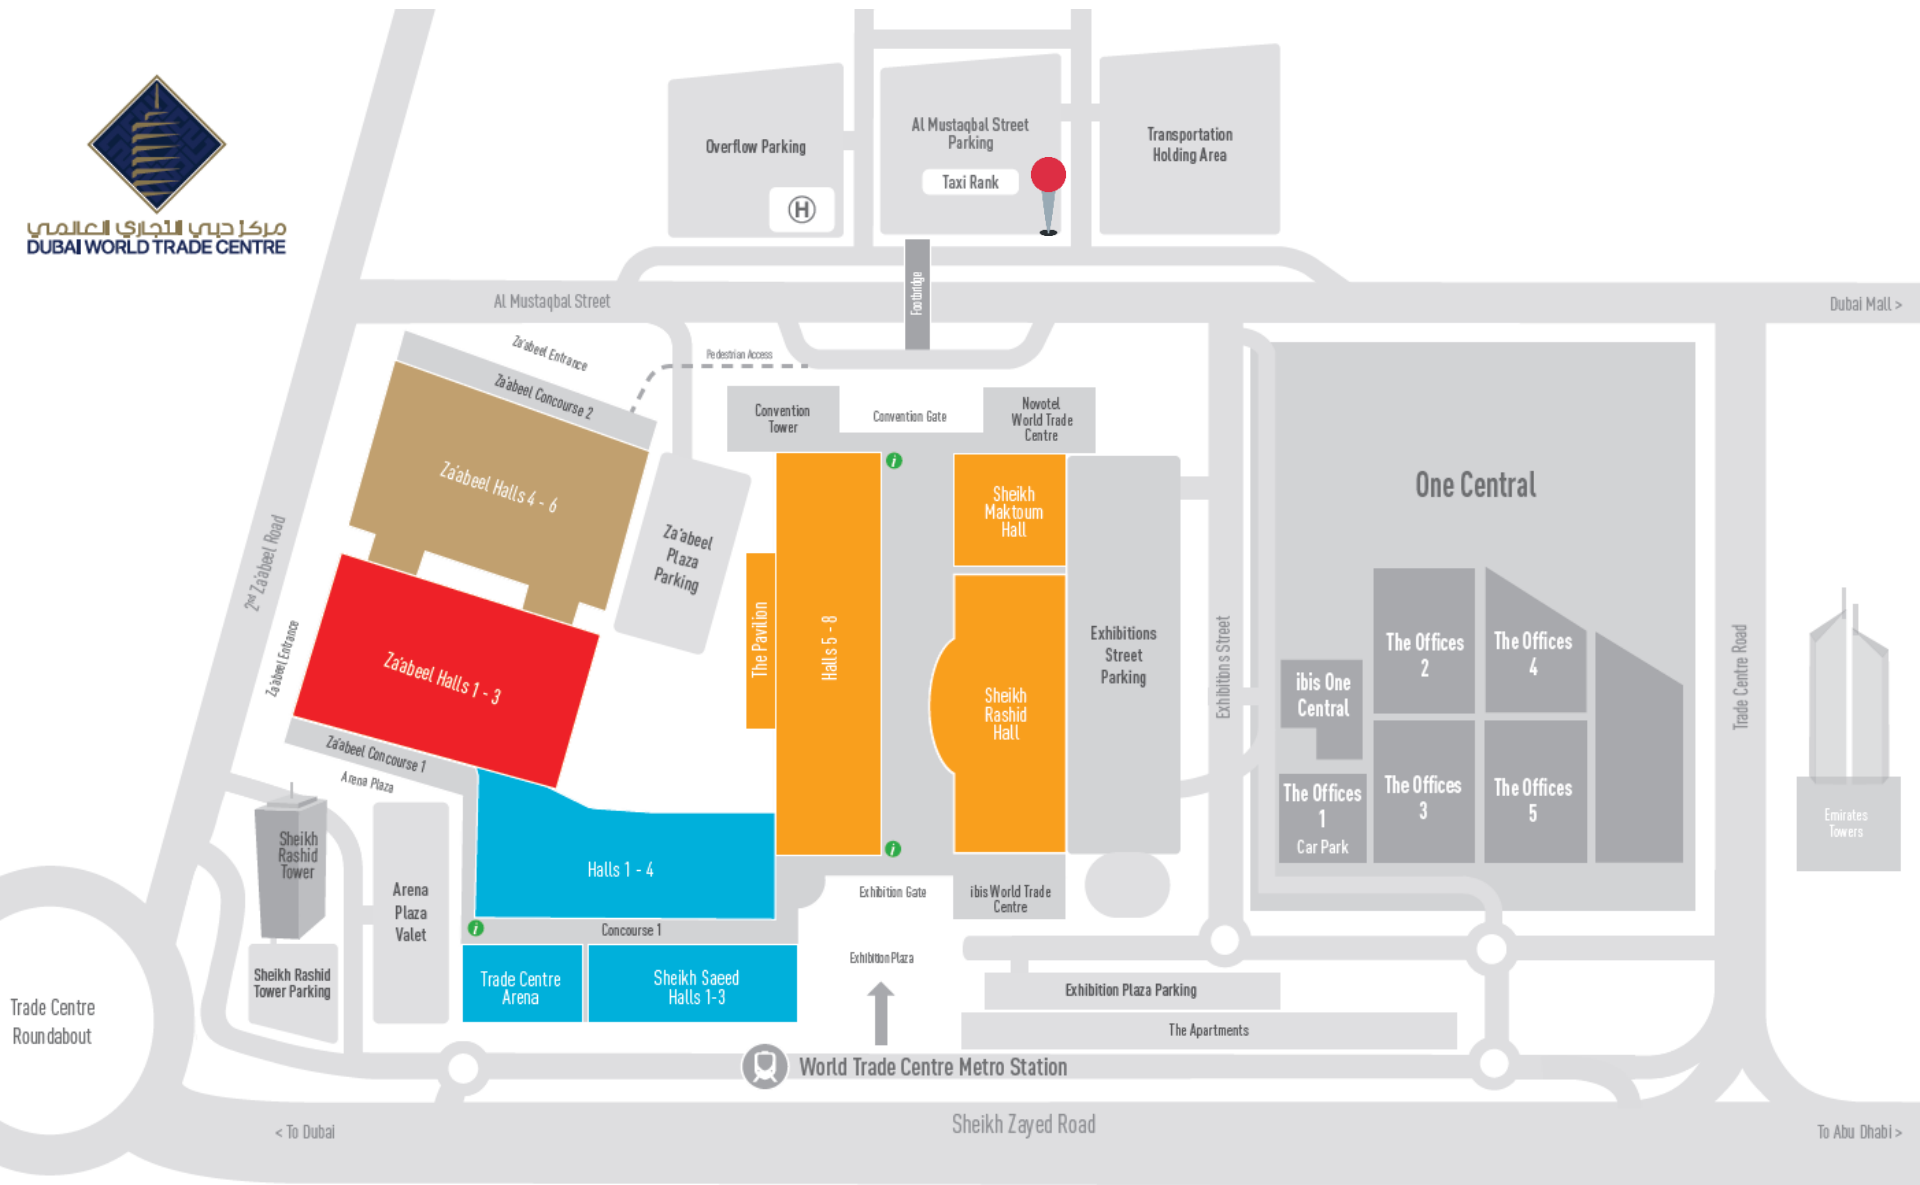 مركز دبي التجاري العالمي
DUBAI WORLD TRADE CENTRE
Overflow Parking
H
Al Mustaqbal Street
Parking
Taxi Rank
Transportation
Holding Area
Footbridge
Al Mustaqbal Street
Dubai Mall >
Za'abeel Entrance
Za'abeel Concourse 2
Pedestrian Access
Convention
Tower
Convention Gate
Novotel
World Trade
Centre
i
Za'abeel Halls 4 - 6
Za'abeel
Plaza
Parking
Sheikh
Maktoum
Hall
One Central
2nd Za'abeel Road
Za'abeel Entrance
Za'abeel Halls 1 - 3
The Pavilion
Halls 5 - 8
Sheikh
Rashid
Hall
Exhibitions
Street
Parking
Exhibitions Street
ibis One
Central
The Offices
2
The Offices
4
The Offices
1
Car Park
The Offices
3
The Offices
5
Trade Centre Road
Emirates
Towers
Za'abeel Concourse 1
Arena Plaza
Sheikh
Rashid
Tower
Arena
Plaza
Valet
Halls 1 - 4
i
Exhibition Gate
ibis World Trade
Centre
i
Concourse 1
Sheikh Rashid
Tower Parking
Trade Centre
Arena
Sheikh Saeed
Halls 1-3
Exhibition Plaza
Exhibition Plaza Parking
The Apartments
Trade Centre
Roundabout
World Trade Centre Metro Station
Sheikh Zayed Road
< To Dubai
To Abu Dhabi >